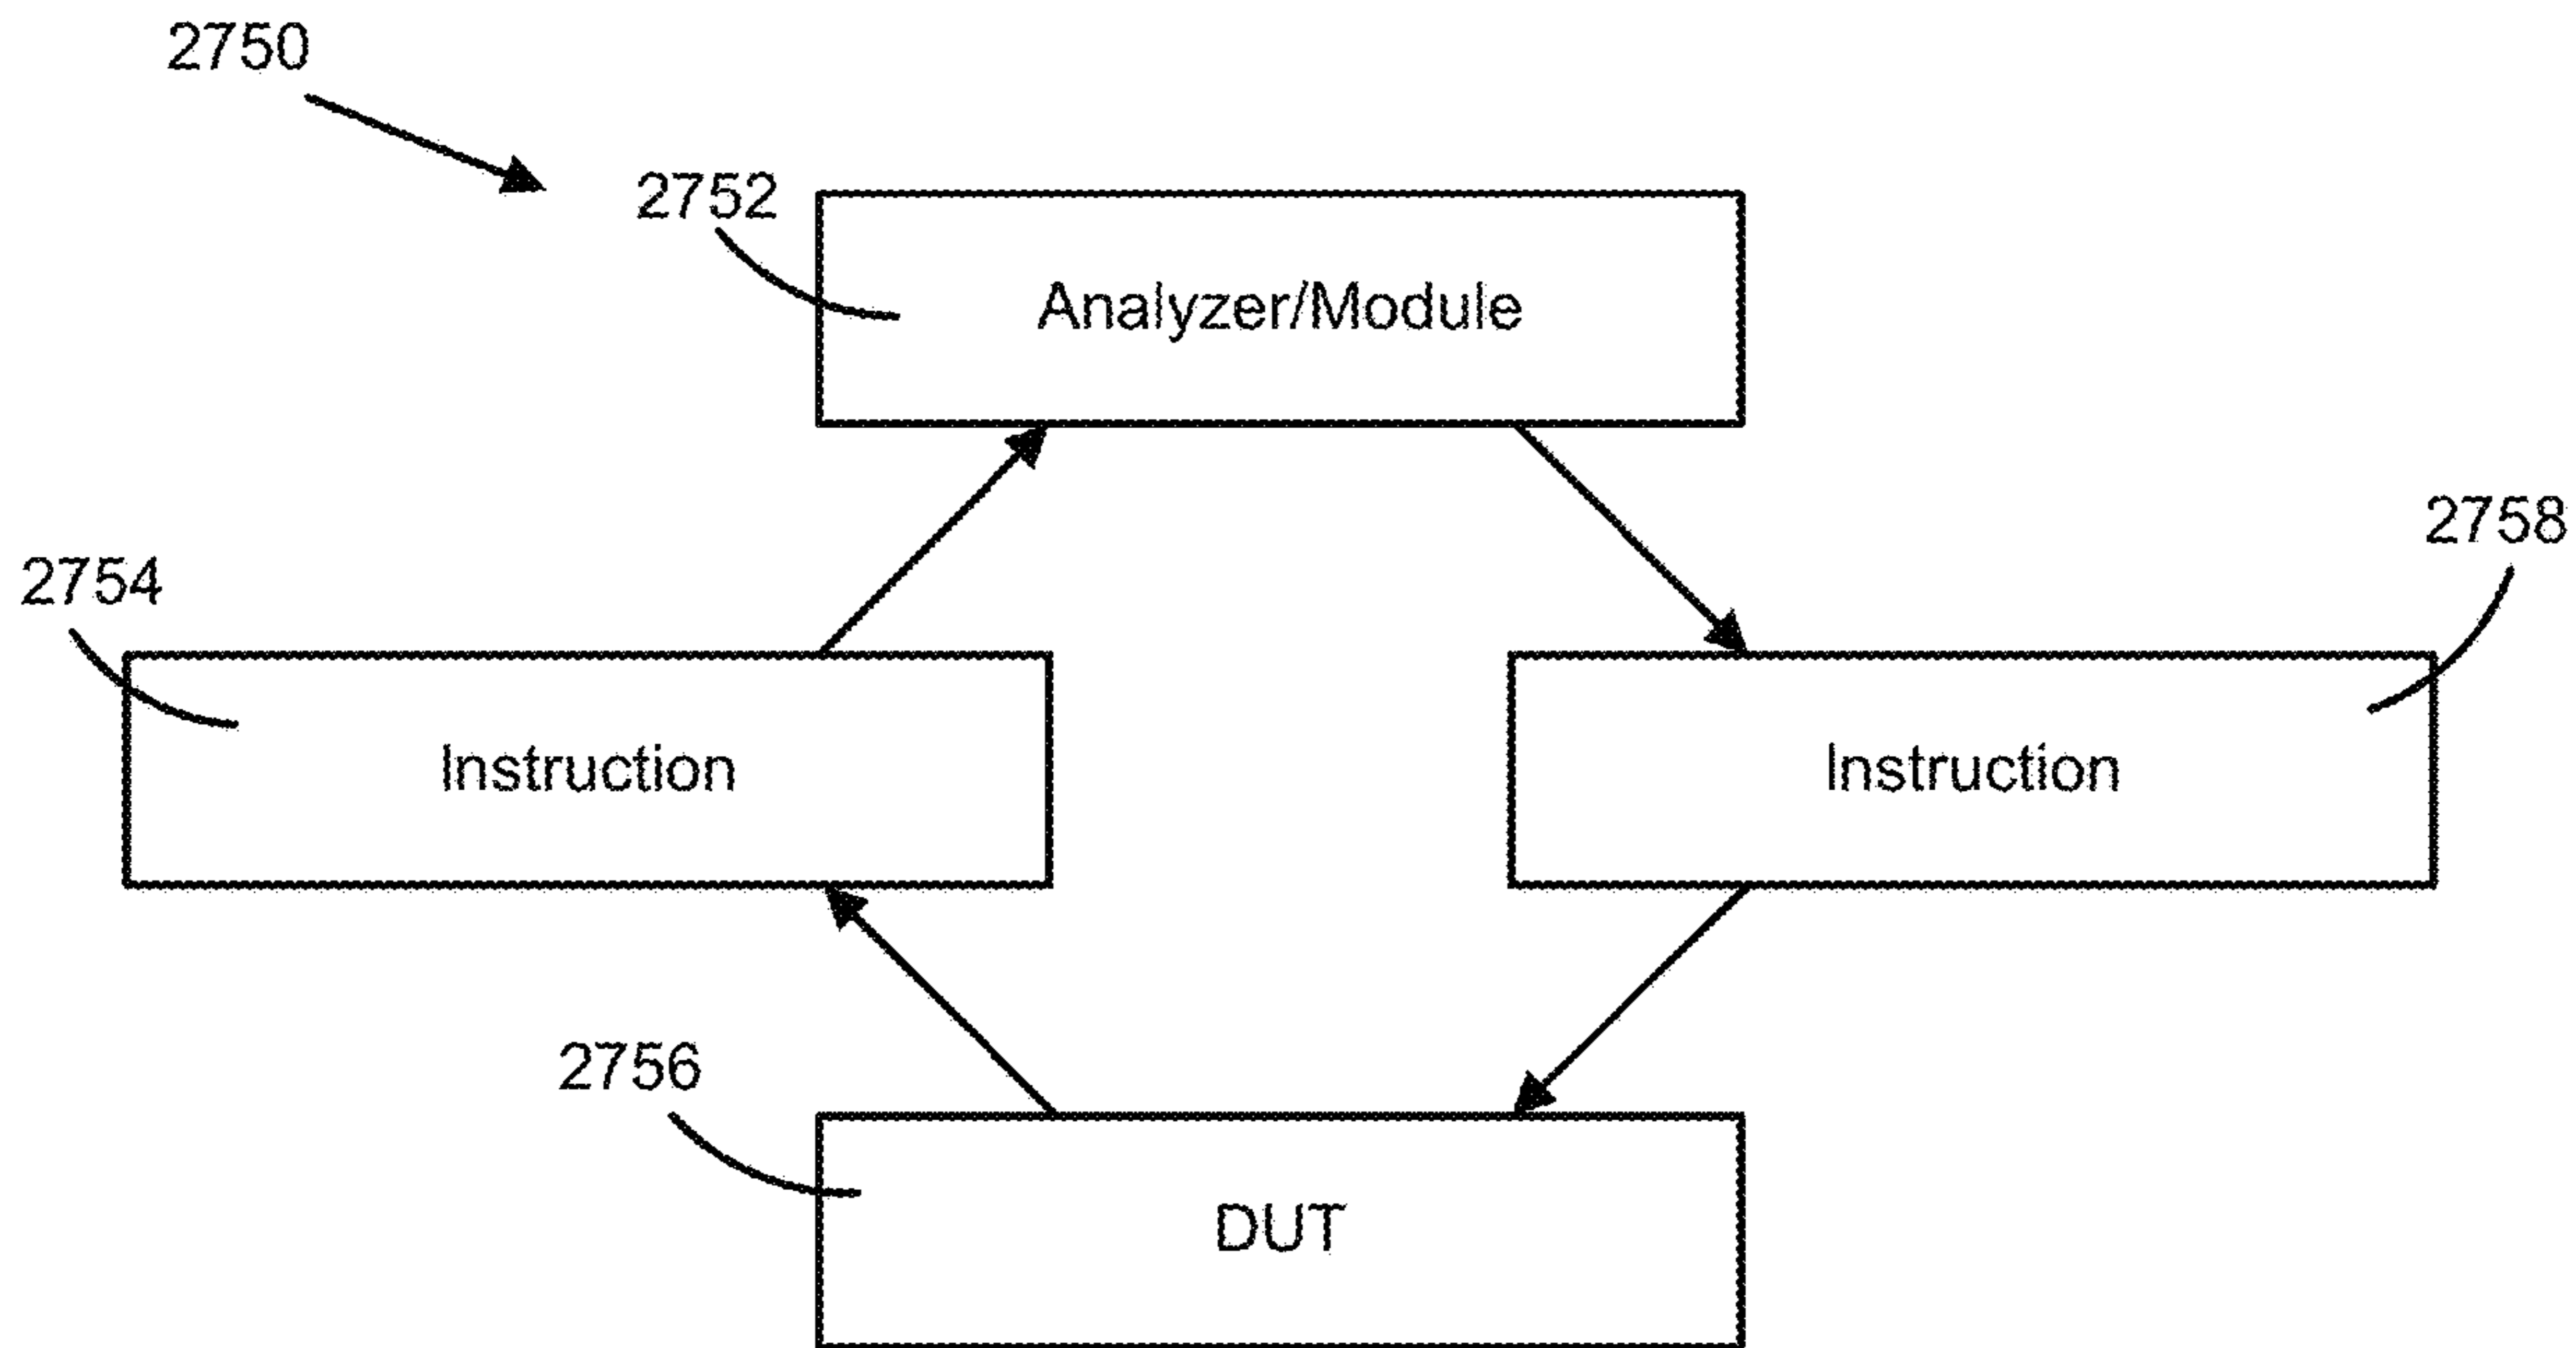 2750
2752
Analyzer/Module
2758
2754
Instruction
Instruction
2756
DUT